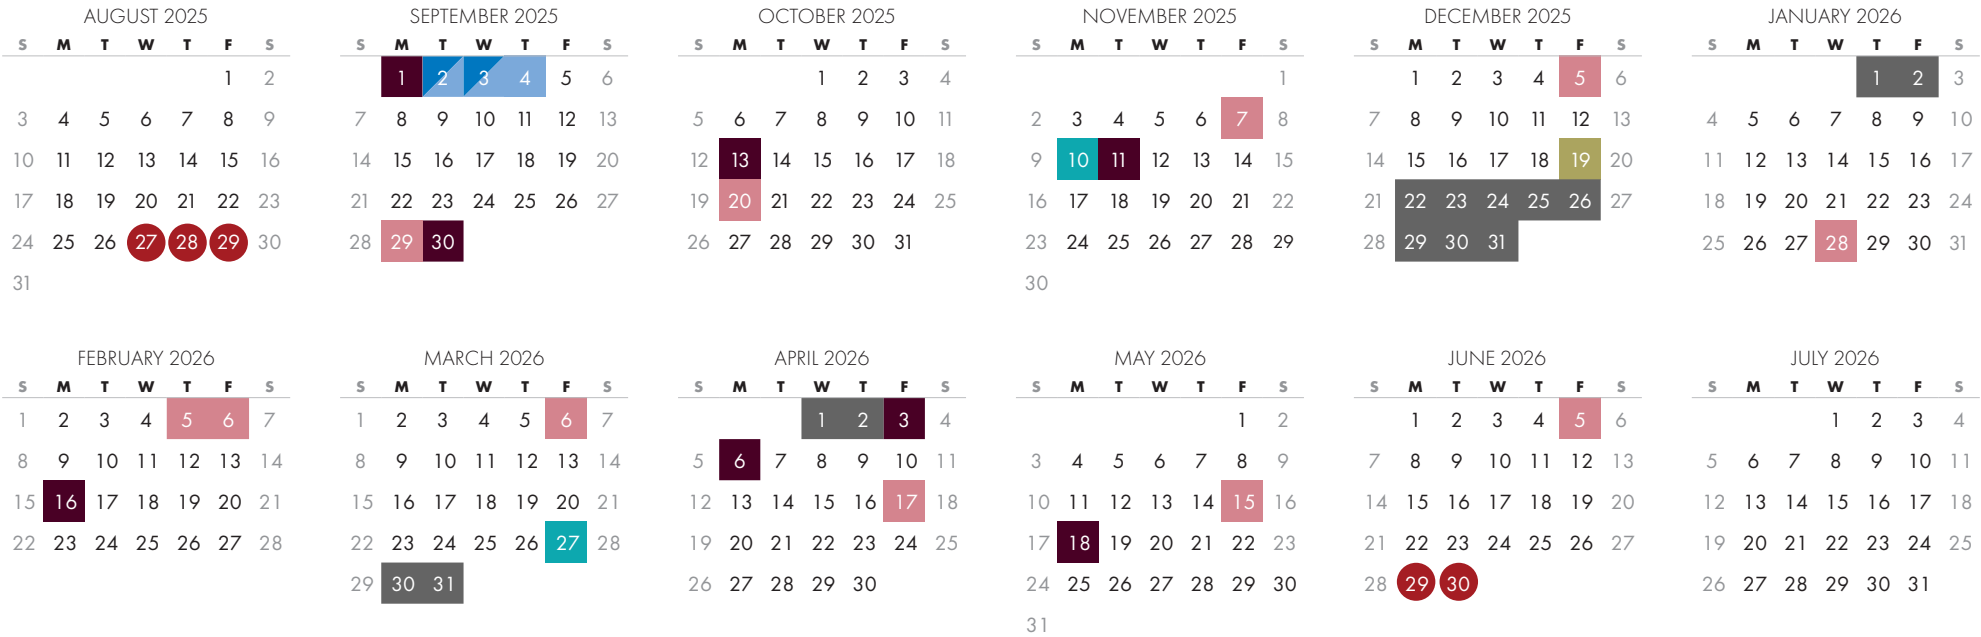 AUGUST 2025
S M T W T F S
1 2
3 4 5 6 7 8 9
10 11 12 13 14 15 16
17 18 19 20 21 22 23
24 25 26 27 28 29 30
31
SEPTEMBER 2025
S M T W T F S
1 2 3 4 5 6
7 8 9 10 11 12 13
14 15 16 17 18 19 20
21 22 23 24 25 26 27
28 29 30
OCTOBER 2025
S M T W T F S
1 2 3 4
5 6 7 8 9 10 11
12 13 14 15 16 17 18
19 20 21 22 23 24 25
26 27 28 29 30 31
NOVEMBER 2025
S M T W T F S
1
2 3 4 5 6 7 8
9 10 11 12 13 14 15
16 17 18 19 20 21 22
23 24 25 26 27 28 29
30
DECEMBER 2025
S M T W T F S
1 2 3 4 5 6
7 8 9 10 11 12 13
14 15 16 17 18 19 20
21 22 23 24 25 26 27
28 29 30 31
JANUARY 2026
S M T W T F S
1 2 3
4 5 6 7 8 9 10
11 12 13 14 15 16 17
18 19 20 21 22 23 24
25 26 27 28 29 30 31
FEBRUARY 2026
S M T W T F S
1 2 3 4 5 6 7
8 9 10 11 12 13 14
15 16 17 18 19 20 21
22 23 24 25 26 27 28
MARCH 2026
S M T W T F S
1 2 3 4 5 6 7
8 9 10 11 12 13 14
15 16 17 18 19 20 21
22 23 24 25 26 27 28
29 30 31
APRIL 2026
S M T W T F S
1 2 3 4
5 6 7 8 9 10 11
12 13 14 15 16 17 18
19 20 21 22 23 24 25
26 27 28 29 30
MAY 2026
S M T W T F S
1 2
3 4 5 6 7 8 9
10 11 12 13 14 15 16
17 18 19 20 21 22 23
24 25 26 27 28 29 30
31
JUNE 2026
S M T W T F S
1 2 3 4 5 6
7 8 9 10 11 12 13
14 15 16 17 18 19 20
21 22 23 24 25 26 27
28 29 30
JULY 2026
S M T W T F S
1 2 3 4
5 6 7 8 9 10 11
12 13 14 15 16 17 18
19 20 21 22 23 24 25
26 27 28 29 30 31